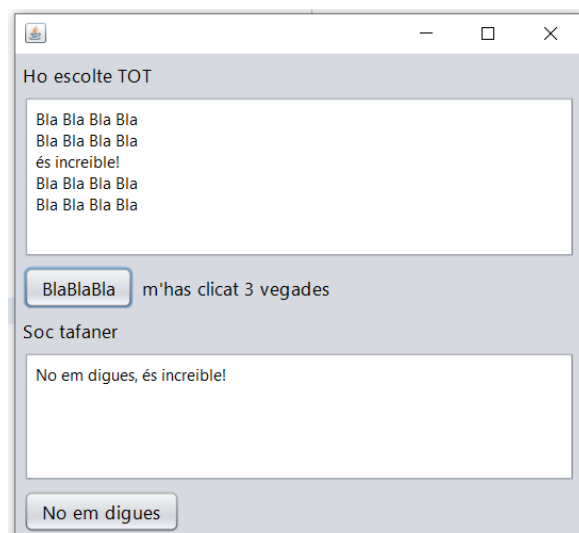 Ho escolte TOT
Bla Bla Bla Bla
Bla Bla Bla Bla
és increible!
Bla Bla Bla Bla
Bla Bla Bla Bla
BlaBlaBla m'has clicat 3 vegades
Soc tafaner
No em digues, és increible!
No em digues